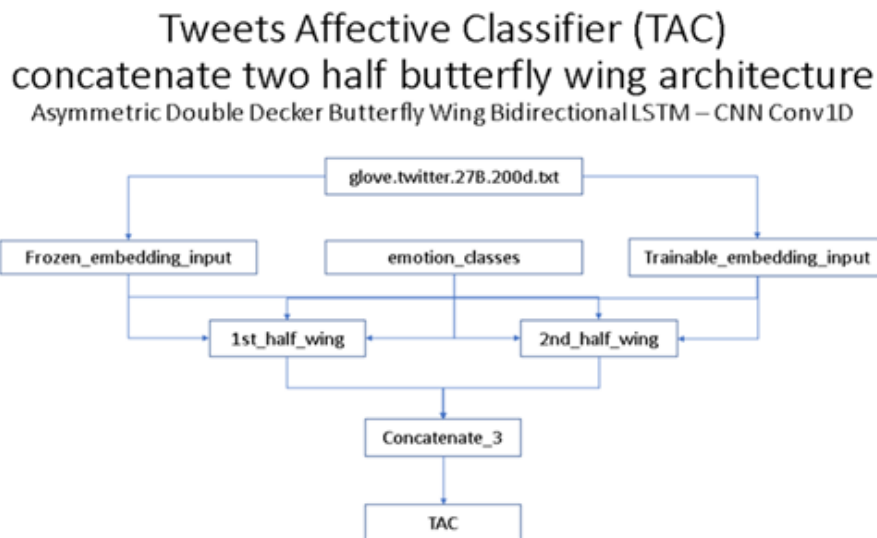 Tweets Affective Classifier (TAC)
concatenate two half butterfly wing architecture
Asymmetric Double Decker Butterfly Wing Bidirectional LSTM – CNN Conv1D
glove.twitter.27B.200d.txt
Frozen_embedding_input
emotion_classes
Trainable_embedding_input
1st_half_wing
2nd_half_wing
Concatenate_3
TAC